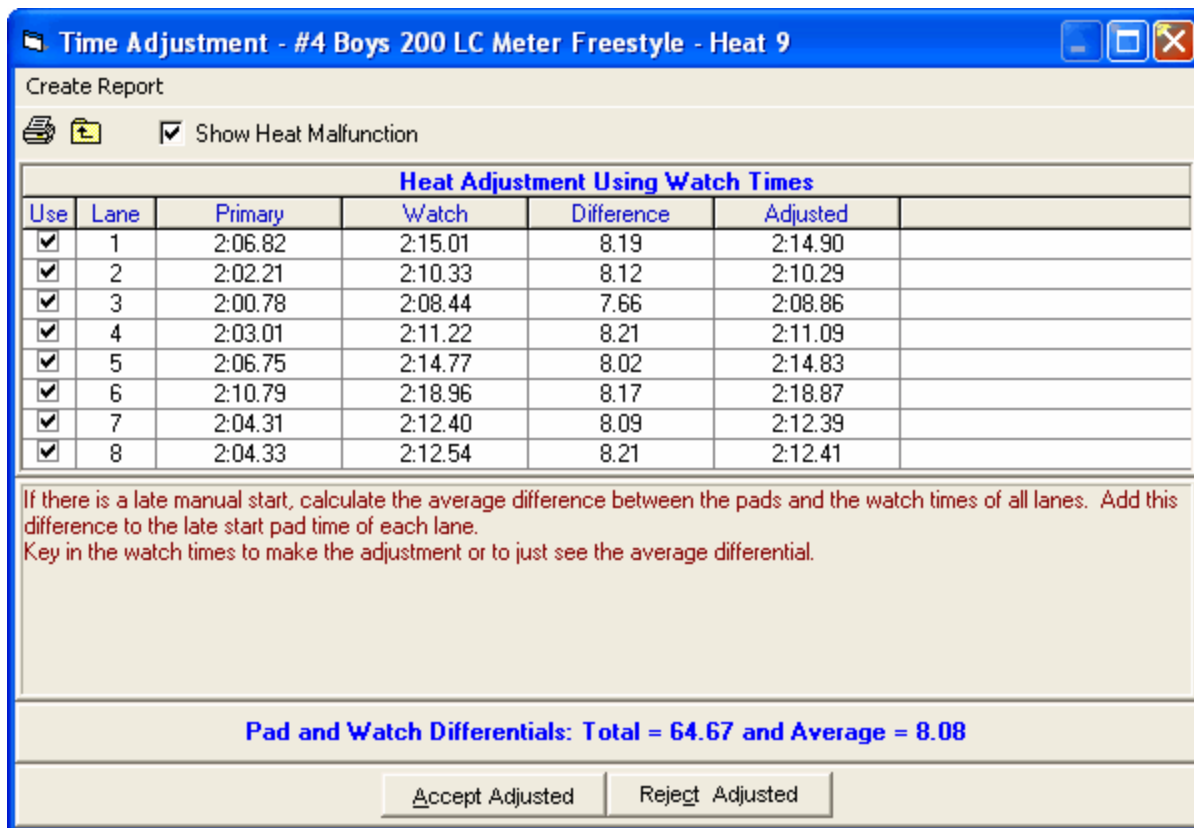 Time Adjustment - #4 Boys 200 LC Meter Freestyle - Heat 9
Create Report
Show Heat Malfunction
Heat Adjustment Using Watch Times
Use Lane Primary Watch Difference Adjusted
1 2:06.82 2:15.01 8.19 2:14.90
2 2:02.21 2:10.33 8.12 2:10.29
3 2:00.78 2:08.44 7.66 2:08.86
4 2:03.01 2:11.22 8.21 2:11.09
5 2:06.75 2:14.77 8.02 2:14.83
6 2:10.79 2:18.96 8.17 2:18.87
7 2:04.31 2:12.40 8.09 2:12.39
8 2:04.33 2:12.54 8.21 2:12.41
If there is a late manual start, calculate the average difference between the pads and the watch times of all lanes.  Add this
difference to the late start pad time of each lane.
Key in the watch times to make the adjustment or to just see the average differential.
Pad and Watch Differentials: Total = 64.67 and Average = 8.08
Accept Adjusted Reject Adjusted